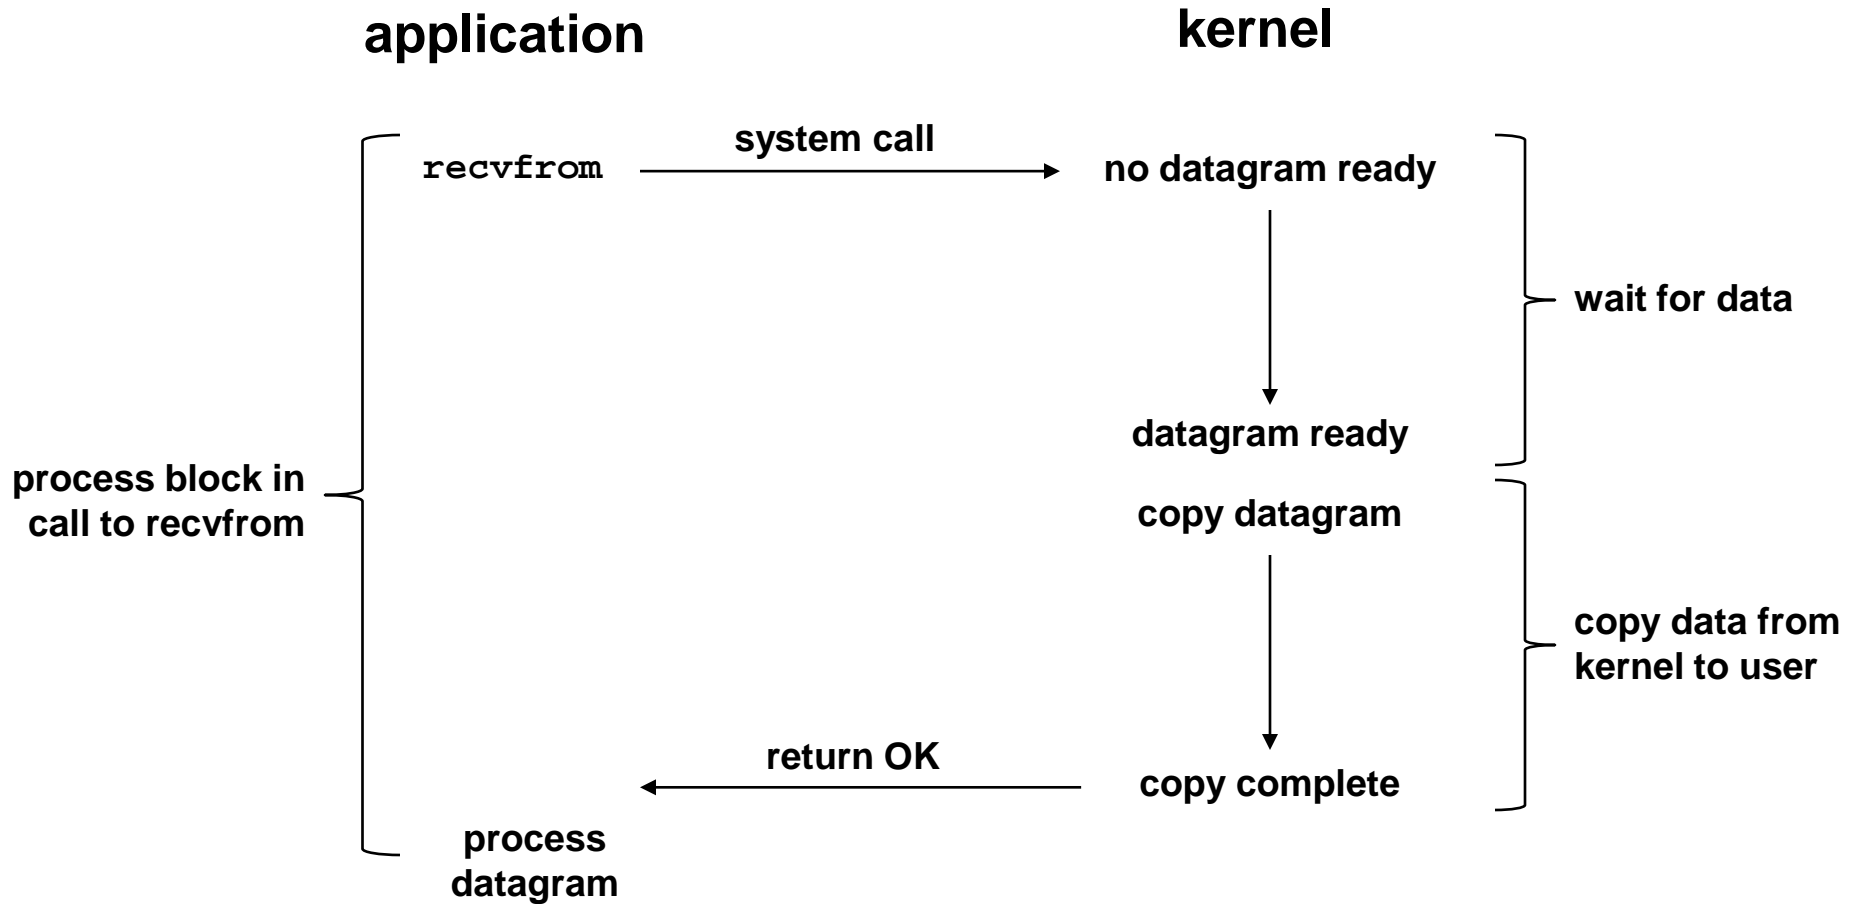 application
kernel
system call
recvfrom
no datagram ready
wait for data
datagram ready
process block in
call to recvfrom
copy datagram
copy data from
kernel to user
return OK
copy complete
process
datagram